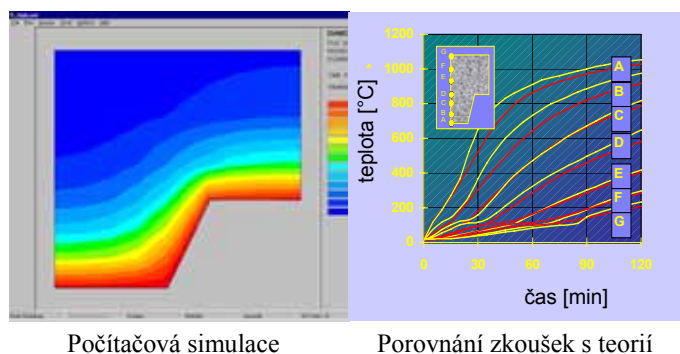 1200
1000
800
600
400
200
0
teplota [°C]
G
F
E
D
C
B
A
A
B
C
D
E
F
G
0 30 60 90 120
čas [min]
Počítačová simulace Porovnání zkoušek s teorií